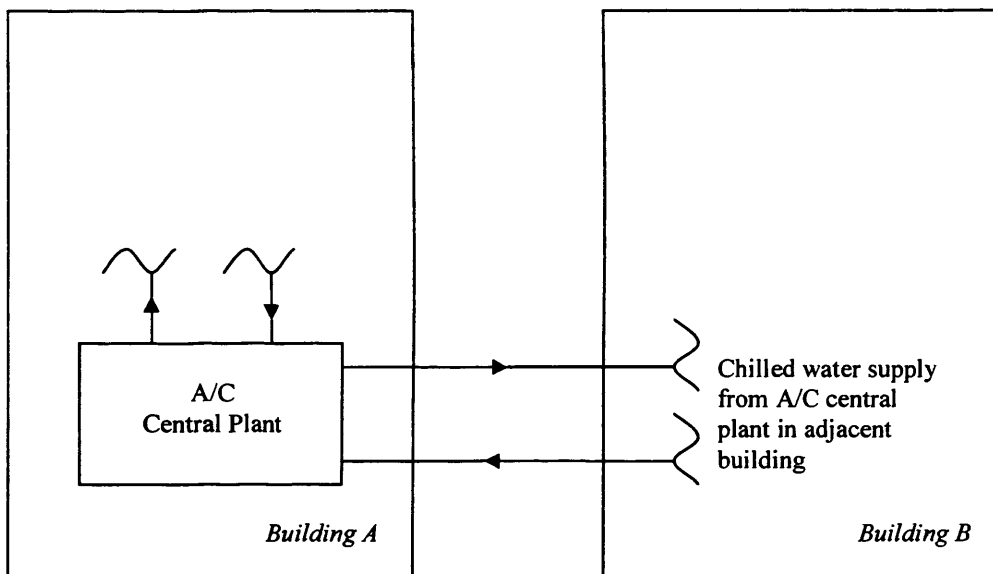 A/C
Central Plant
Chilled water supply
from A/C central
plant in adjacent
building
Building A
Building B